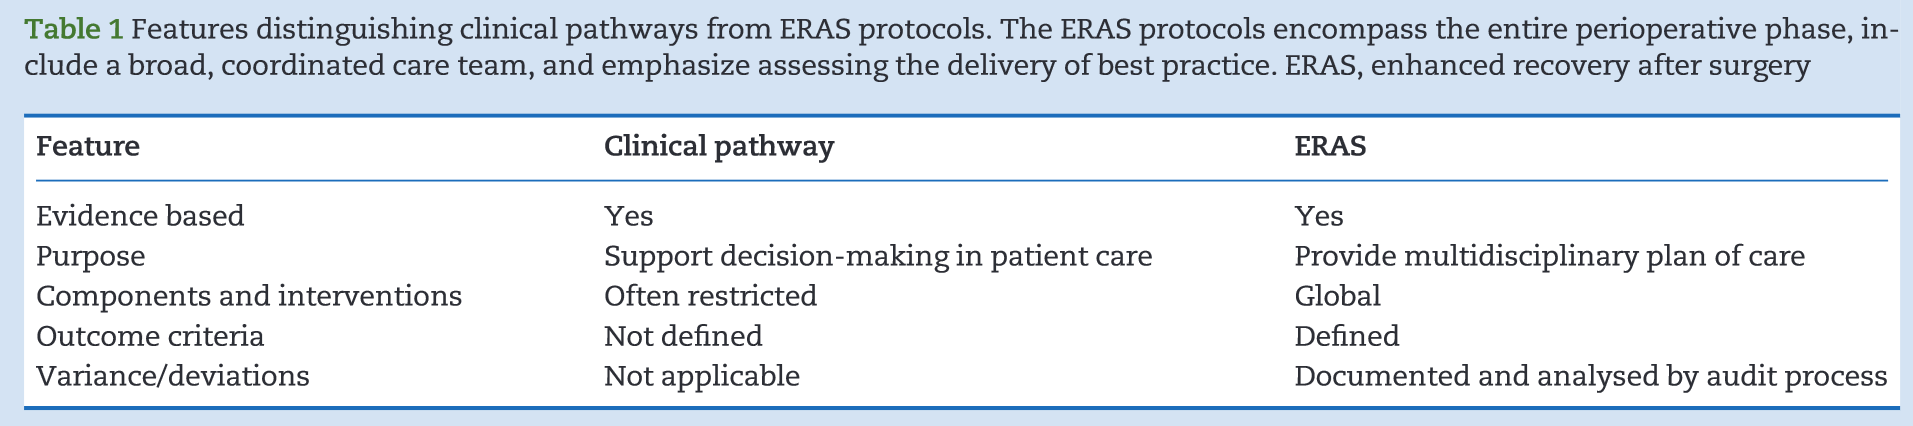 Table 1 Features distinguishing clinical pathways from ERAS protocols. The ERAS protocols encompass the entire perioperative phase, in-
clude a broad, coordinated care team, and emphasize assessing the delivery of best practice. ERAS, enhanced recovery after surgery
Feature Clinical pathway ERAS
Evidence based Yes Yes
Purpose Support decision-making in patient care Provide multidisciplinary plan of care
Components and interventions Often restricted Global
Outcome criteria Not defined Defined
Variance/deviations Not applicable Documented and analysed by audit process